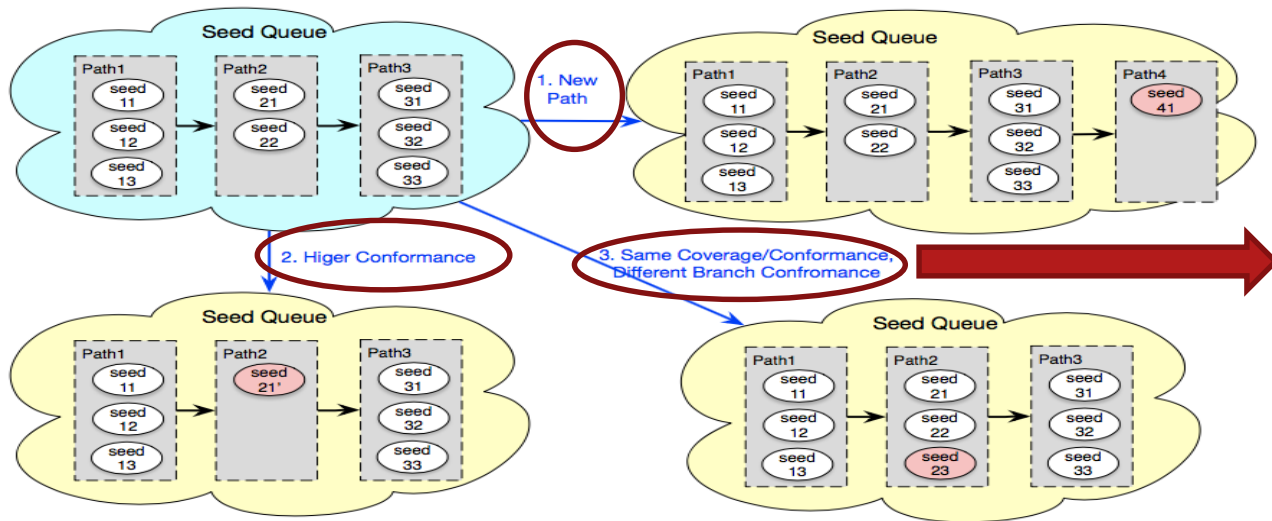 Seed Queue
Path1
seed
11
seed
12
seed
13
Path2
seed
21
seed
22
Path3
seed
31
seed
32
seed
33
1. New
Path
Seed Queue
Path1
seed
11
seed
12
seed
13
Path2
seed
21
seed
22
Path3
seed
31
seed
32
seed
33
Path4
seed
41
2. Higer Conformance
3. Same Coverage/Conformance,
Different Branch Confromance
Seed Queue
Path1
seed
11
seed
12
seed
13
Path2
seed
21'
Path3
seed
31
seed
32
seed
33
Seed Queue
Path1
seed
11
seed
12
seed
13
Path2
seed
21
seed
22
seed
23
Path3
seed
31
seed
32
seed
33